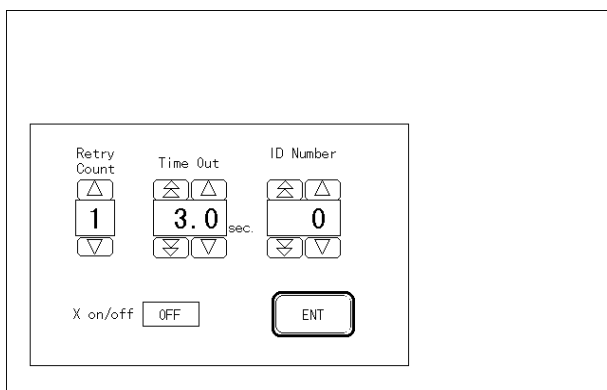 Retry
Count
Time Out
ID Number
1
3.0 sec.
0
X on/off OFF
ENT